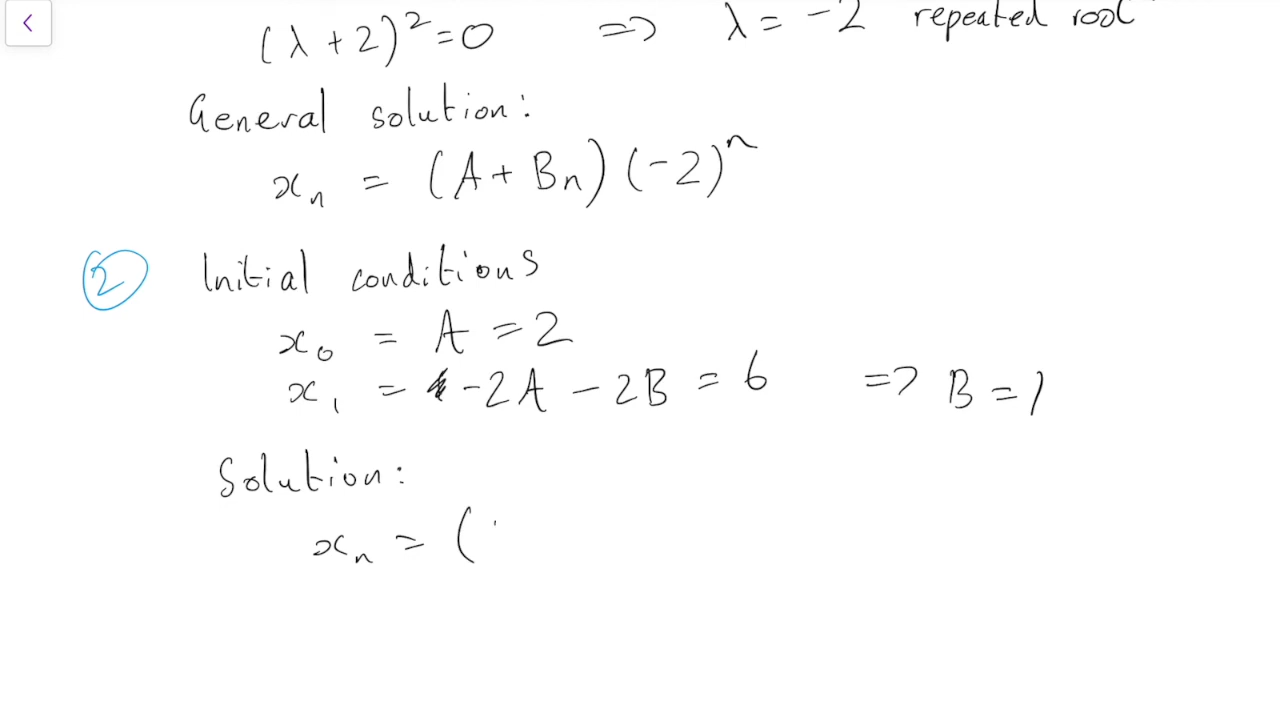 (λ+2)²=0 => λ = -2 repeated root
General solution:
xₙ = (A + Bn)(-2)ⁿ
2 Initial conditions
x₀ = A = 2
x₁ = -2A - 2B = 6 => B = 1
Solution:
xₙ = (